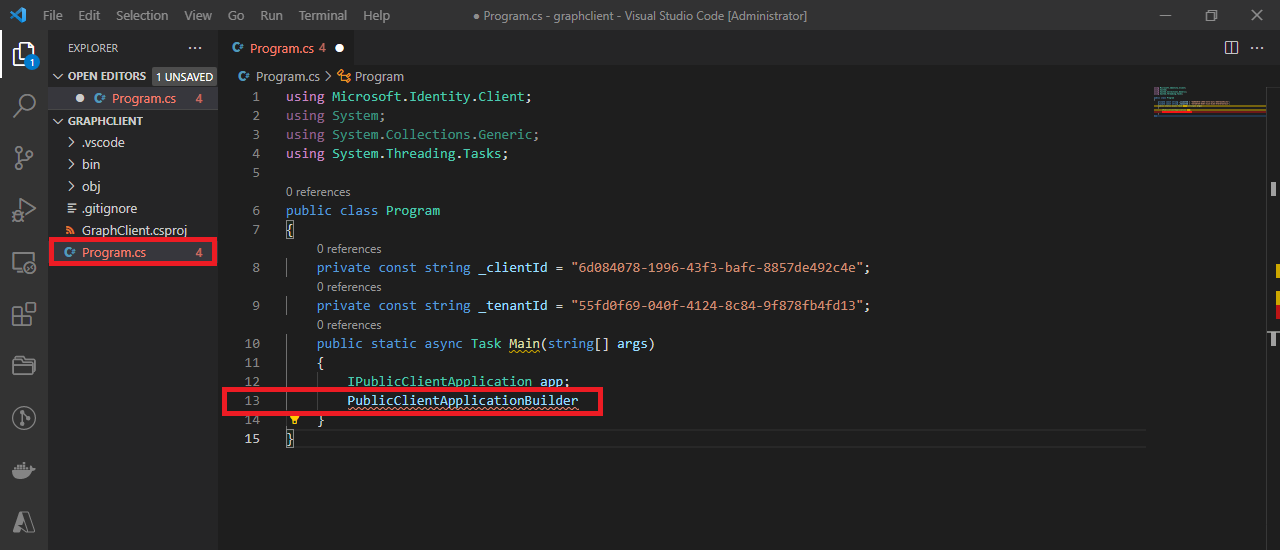 File Edit Selection View Go Run Terminal Help
● Program.cs - graphclient - Visual Studio Code [Administrator]
EXPLORER
OPEN EDITORS 1 UNSAVED
Program.cs 4
GRAPHCLIENT
.vscode
bin
obj
.gitignore
GraphClient.csproj
Program.cs 4
1
Program.cs 4
Program.cs > Program
1 using Microsoft.Identity.Client;
2 using System;
3 using System.Collections.Generic;
4 using System.Threading.Tasks;
5
0 references
6 public class Program
7 {
0 references
8 private const string _clientId = "6d084078-1996-43f3-bafc-8857de492c4e";
0 references
9 private const string _tenantId = "55fd0f69-040f-4124-8c84-9f878fb4fd13";
0 references
10 public static async Task Main(string[] args)
11 {
12 IPublicClientApplication app;
13 PublicClientApplicationBuilder
14 }
15 }